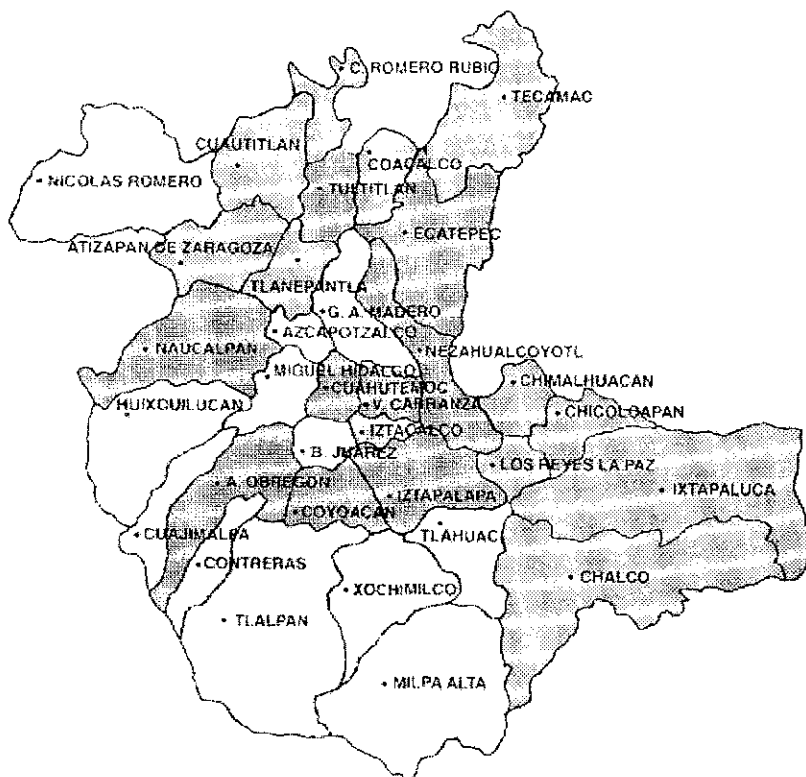 C. ROMERO RUBIO
TECAMAC
CUAUTITLAN
COACALCO
NICOLAS ROMERO
TULTITLAN
ECATEPEC
ATIZAPAN DE ZARAGOZA
TLANEPANTLA
G. A. MADERO
AZCAPOTZALCO
NAUCALPAN
NEZAHUALCOYOTL
MIGUEL HIDALGO
CUAHUTEMOC
CHIMALHUACAN
HUIXQUILUCAN
V. CARRANZA
CHICOLOAPAN
IZTACALCO
B. JUAREZ
LOS REYES LA PAZ
A. OBREGON
IZTAPALAPA
IXTAPALUCA
COYOACAN
CUAJIMALPA
TLAHUAC
CONTRERAS
CHALCO
XOCHIMILCO
TLALPAN
MILPA ALTA